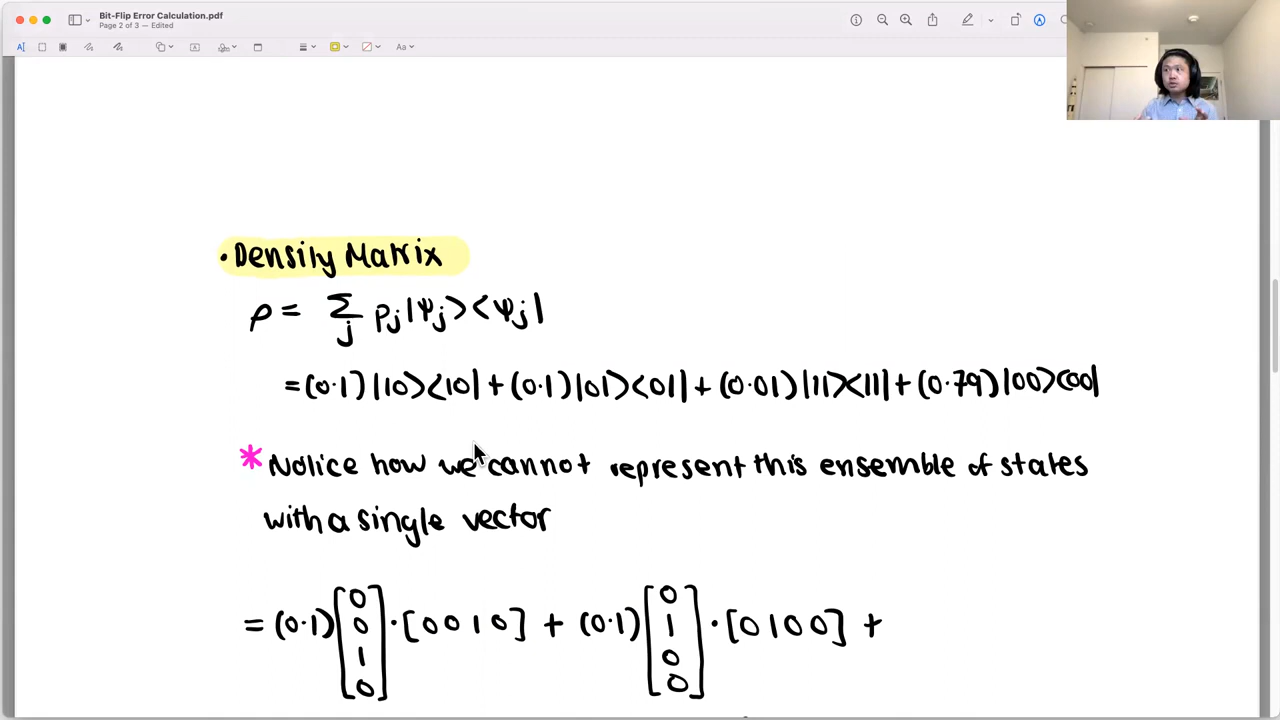 Bit-Flip Error Calculation.pdf
Page 2 of 3 — Edited
Aa
• Density Matrix
ρ = Σ_j p_j |Ψ_j><Ψ_j|
= (0.1)|10><10| + (0.1)|01><01| + (0.01)|11><11| + (0.79)|00><00|
* Notice how we cannot represent this ensemble of states
with a single vector
= (0.1) [0 0 1 0] · [0 0 1 0] + (0.1) [0 1 0 0] · [0 1 0 0] +